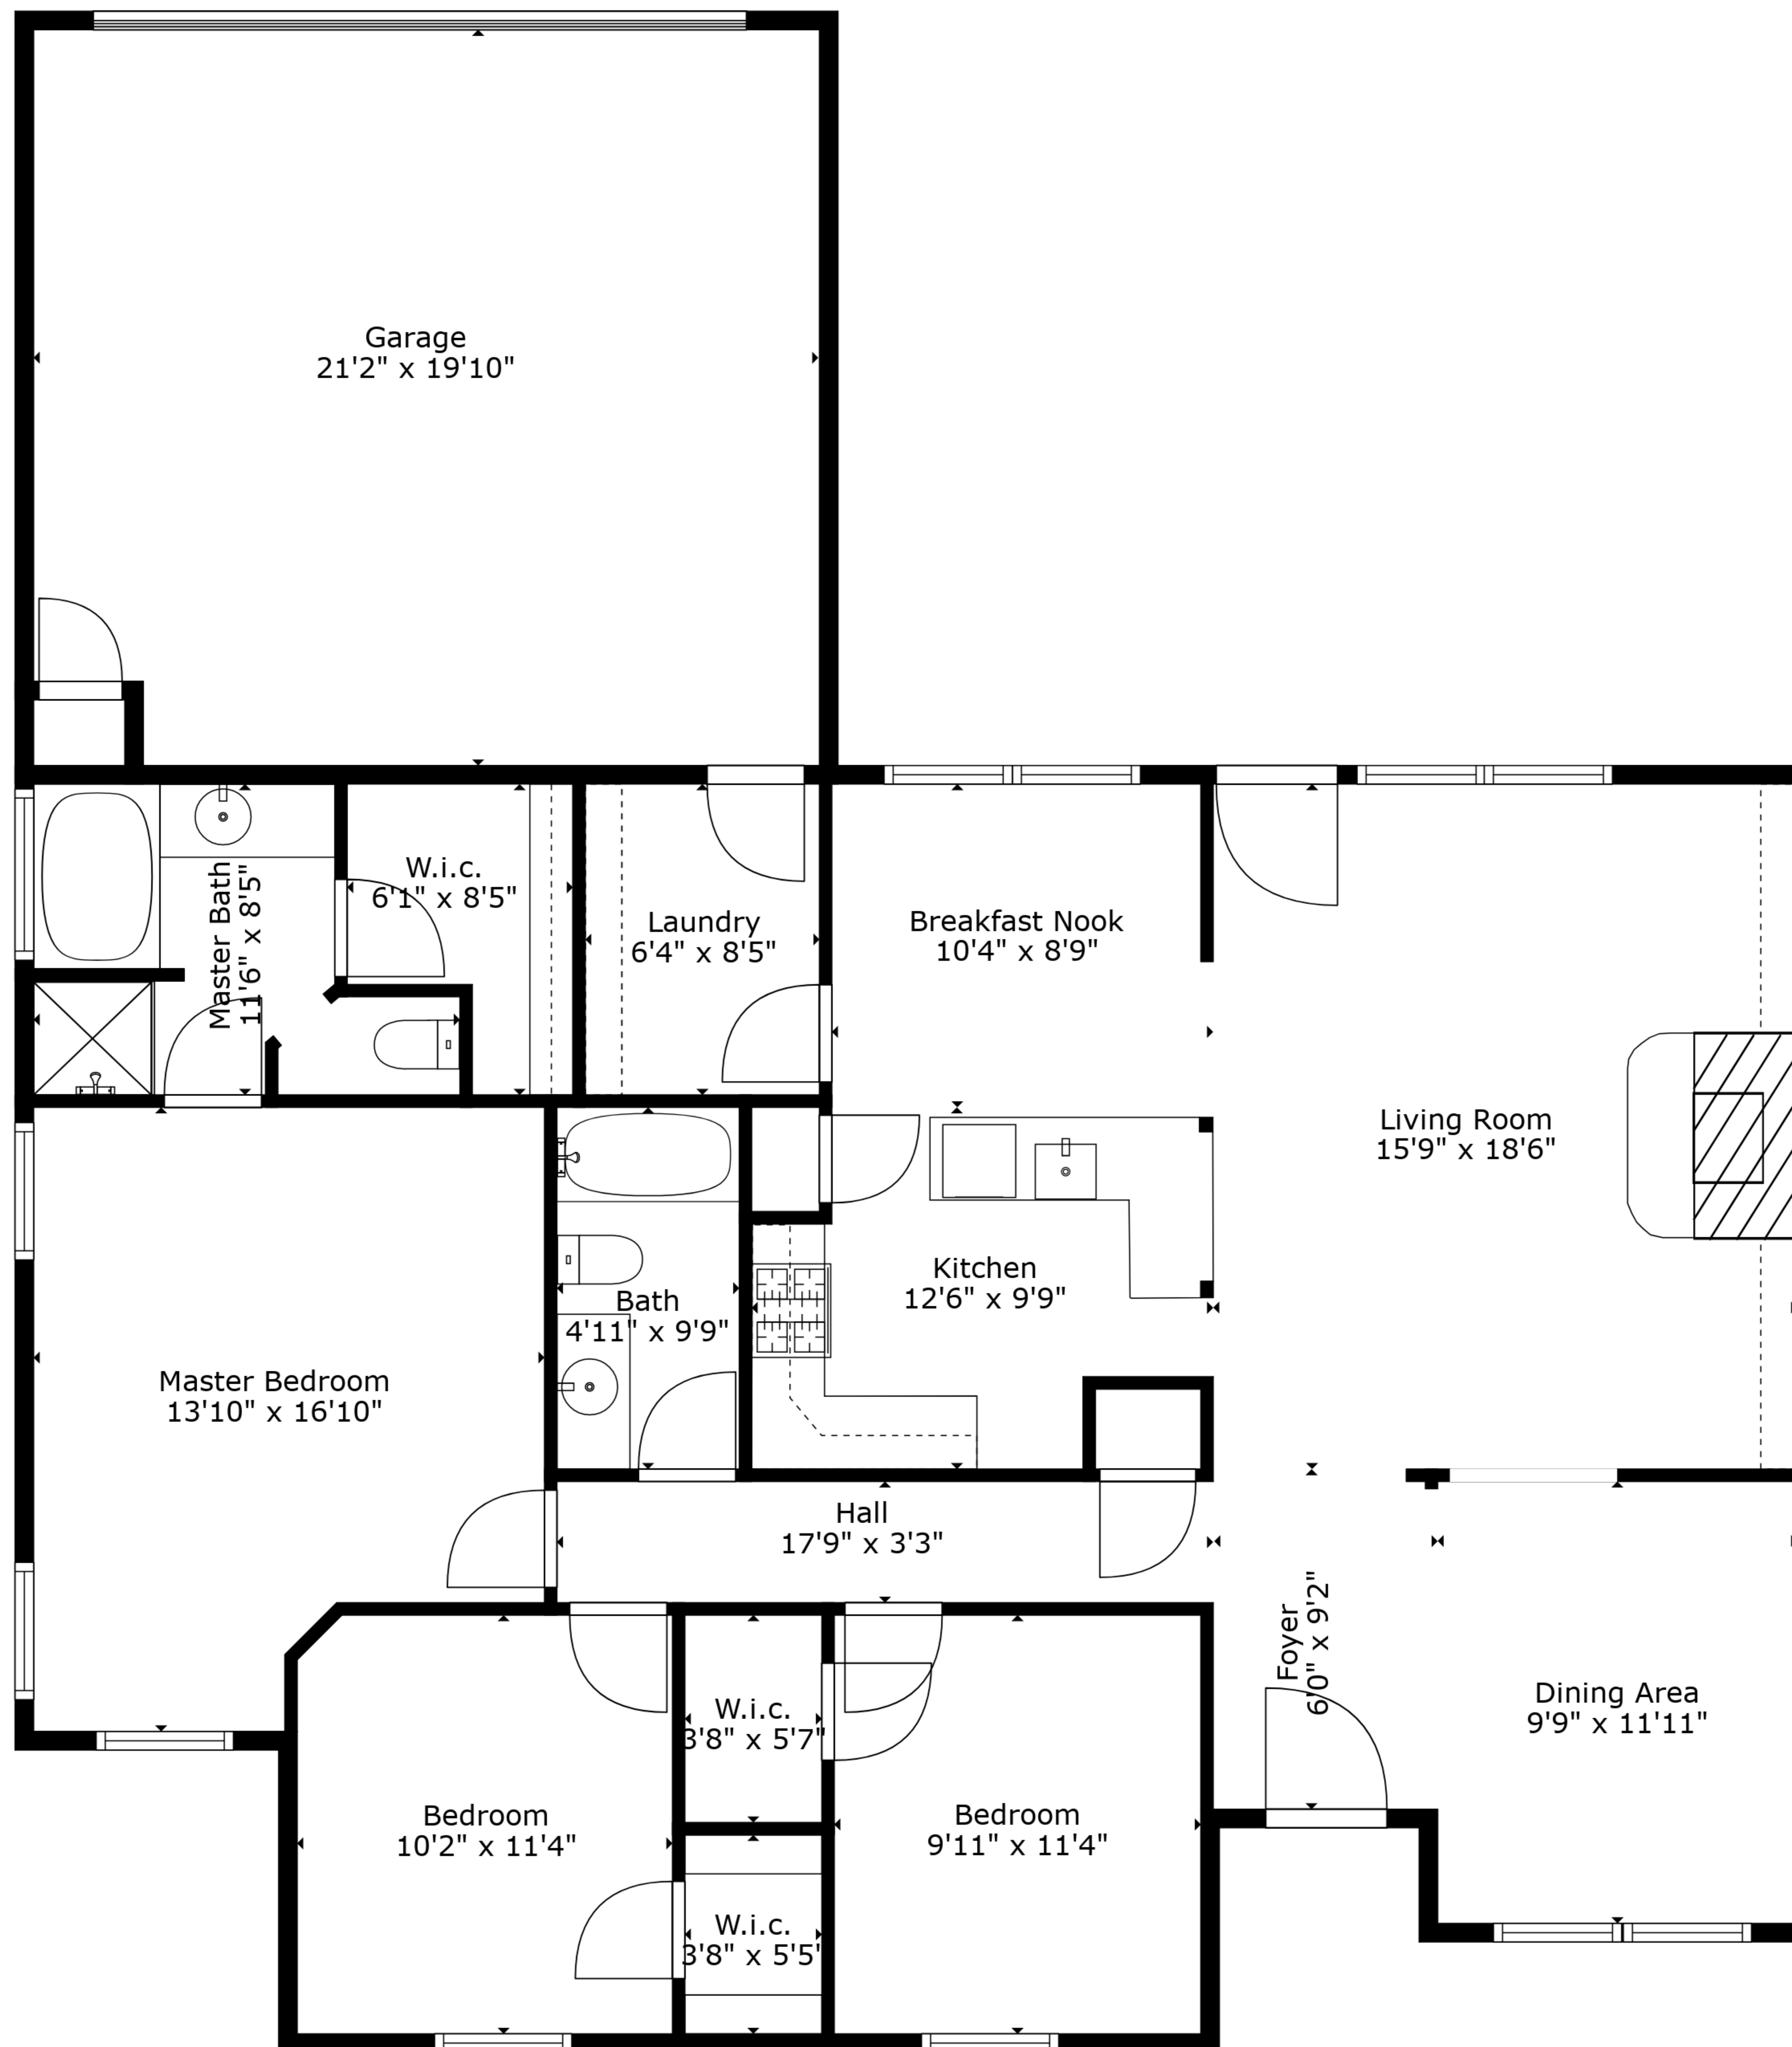 Garage
21'2" x 19'10"
W.i.c.
6'1" x 8'5"
Master Bath
11'6" x 8'5"
Laundry
6'4" x 8'5"
Breakfast Nook
10'4" x 8'9"
Living Room
15'9" x 18'6"
Kitchen
12'6" x 9'9"
Bath
4'11" x 9'9"
Master Bedroom
13'10" x 16'10"
Hall
17'9" x 3'3"
Foyer
6'0" x 9'2"
Dining Area
9'9" x 11'11"
W.i.c.
3'8" x 5'7"
Bedroom
10'2" x 11'4"
Bedroom
9'11" x 11'4"
W.i.c.
3'8" x 5'5"